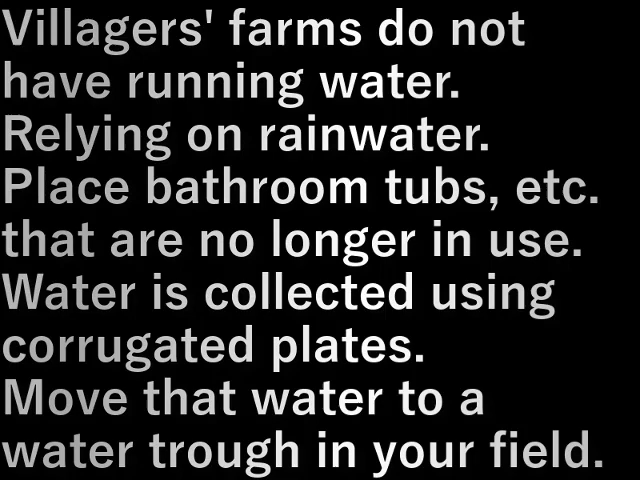 Villagers' farms do not
have running water.
Relying on rainwater.
Place bathroom tubs, etc.
that are no longer in use.
Water is collected using
corrugated plates.
Move that water to a
water trough in your field.